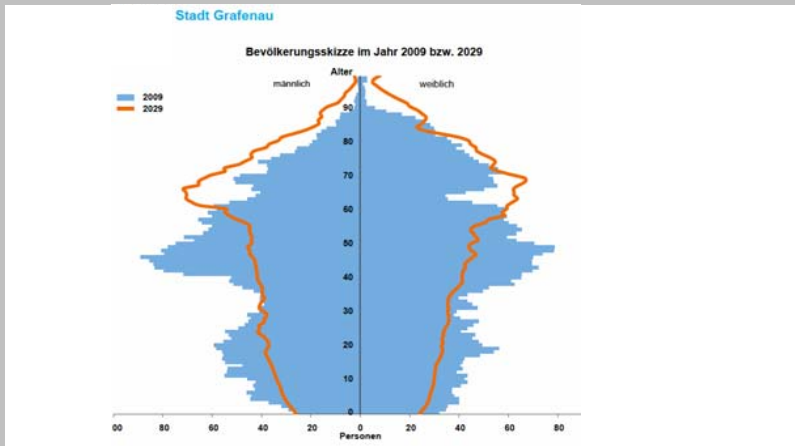 Stadt Grafenau
Bevölkerungsskizze im Jahr 2009 bzw. 2029
Alter
männlich
weiblich
2009
2029
90
80
70
60
50
40
30
20
10
0
00 80 60 40 20 0 20 40 60 80
Personen